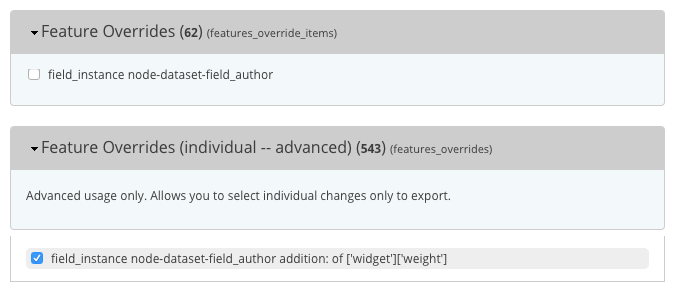 Feature Overrides (62) (features_override_items)
field_instance node-dataset-field_author
Feature Overrides (individual -- advanced) (543) (features_overrides)
Advanced usage only. Allows you to select individual changes only to export.
field_instance node-dataset-field_author addition: of ['widget']['weight']